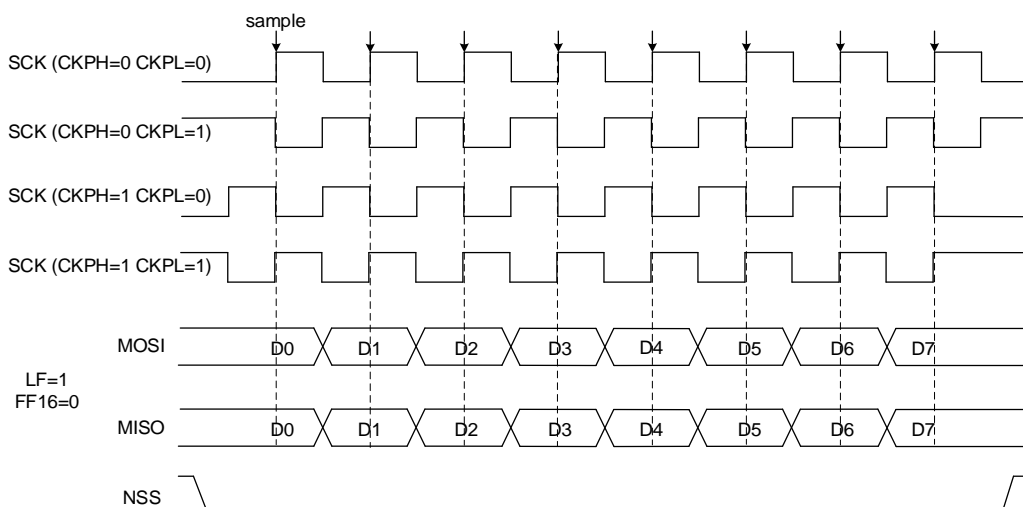 sample
SCK (CKPH=0 CKPL=0)
SCK (CKPH=0 CKPL=1)
SCK (CKPH=1 CKPL=0)
SCK (CKPH=1 CKPL=1)
MOSI
D0 D1 D2 D3 D4 D5 D6 D7
LF=1
FF16=0
MISO
D0 D1 D2 D3 D4 D5 D6 D7
NSS